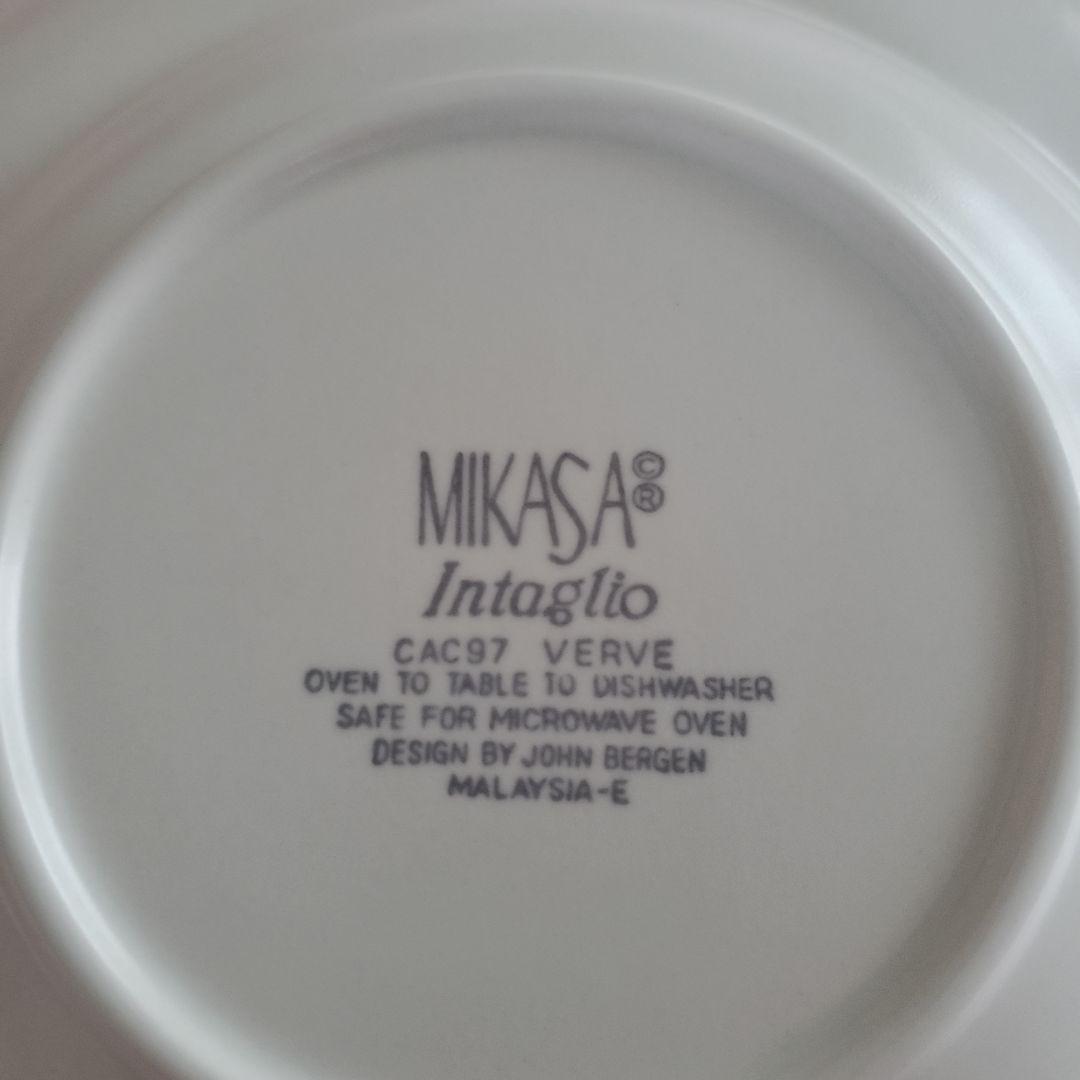 MIKASA©®
Intaglio
CAC97 VERVE
OVEN TO TABLE TO DISHWASHER
SAFE FOR MICROWAVE OVEN
DESIGN BY JOHN BERGEN
MALAYSIA-E